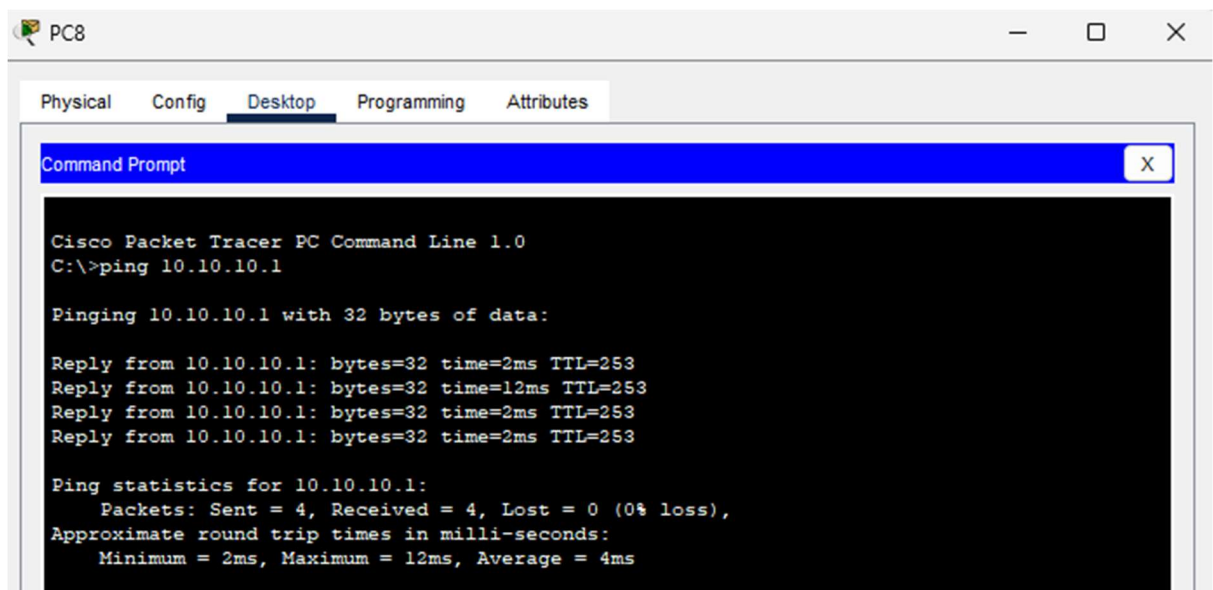 PC8
Physical Config Desktop Programming Attributes
Command Prompt
X
Cisco Packet Tracer PC Command Line 1.0
C:\>ping 10.10.10.1
Pinging 10.10.10.1 with 32 bytes of data:
Reply from 10.10.10.1: bytes=32 time=2ms TTL=253
Reply from 10.10.10.1: bytes=32 time=12ms TTL=253
Reply from 10.10.10.1: bytes=32 time=2ms TTL=253
Reply from 10.10.10.1: bytes=32 time=2ms TTL=253
Ping statistics for 10.10.10.1:
Packets: Sent = 4, Received = 4, Lost = 0 (0% loss),
Approximate round trip times in milli-seconds:
Minimum = 2ms, Maximum = 12ms, Average = 4ms